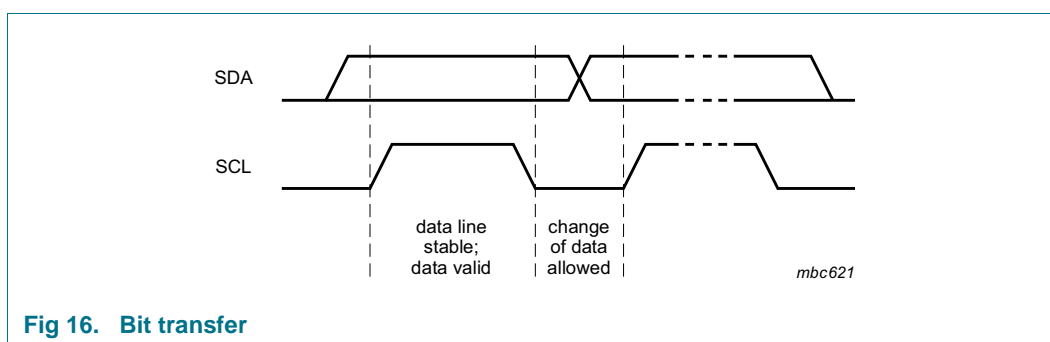 SDA
SCL
data line
stable;
data valid
change
of data
allowed
mbc621
Fig 16. Bit transfer